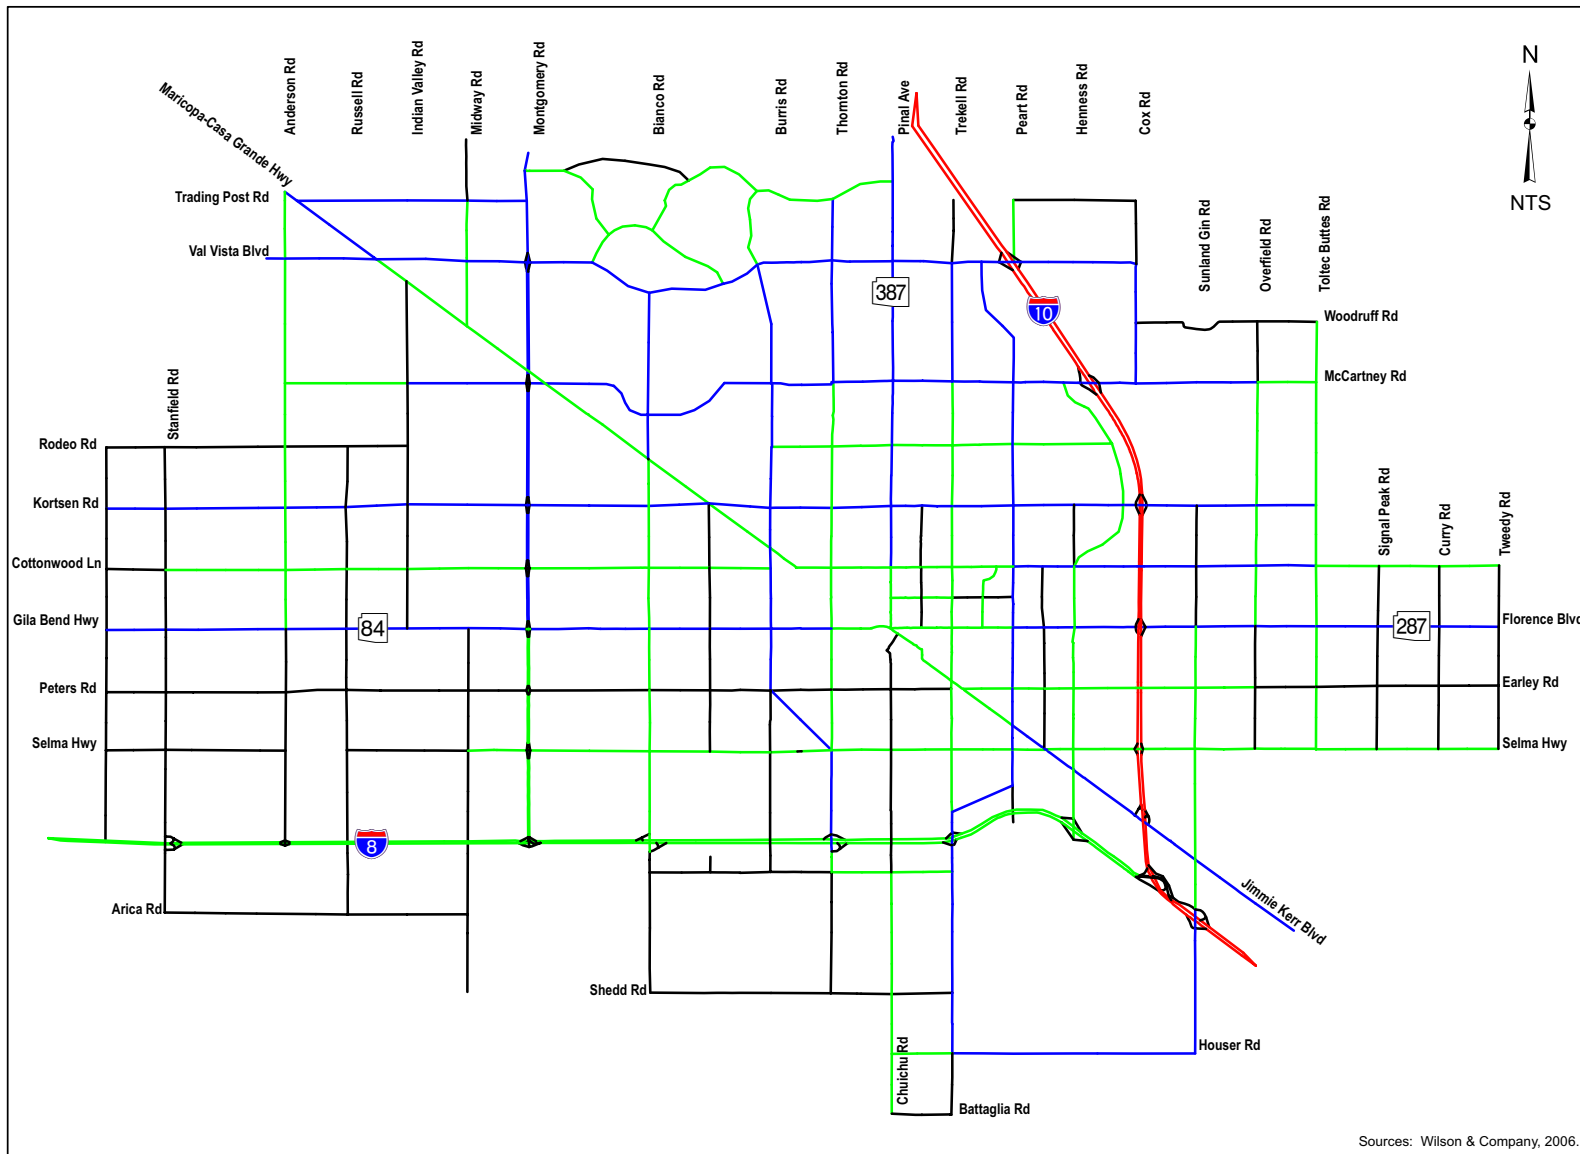 N
NTS
Maricopa-Casa Grande Hwy
Anderson Rd
Russell Rd
Indian Valley Rd
Midway Rd
Montgomery Rd
Bianco Rd
Burris Rd
Thornton Rd
Pinal Ave
Trekell Rd
Peart Rd
Henness Rd
Cox Rd
Trading Post Rd
Val Vista Blvd
Sunland Gin Rd
Overfield Rd
Toltec Buttes Rd
387
10
Woodruff Rd
McCartney Rd
Stanfield Rd
Rodeo Rd
Kortsen Rd
Signal Peak Rd
Curry Rd
Tweedy Rd
Cottonwood Ln
Gila Bend Hwy
84
287
Florence Blvd
Peters Rd
Earley Rd
Selma Hwy
Selma Hwy
8
Arica Rd
Jimmie Kerr Blvd
Shedd Rd
Chuichu Rd
Houser Rd
Battaglia Rd
Sources: Wilson & Company, 2006.